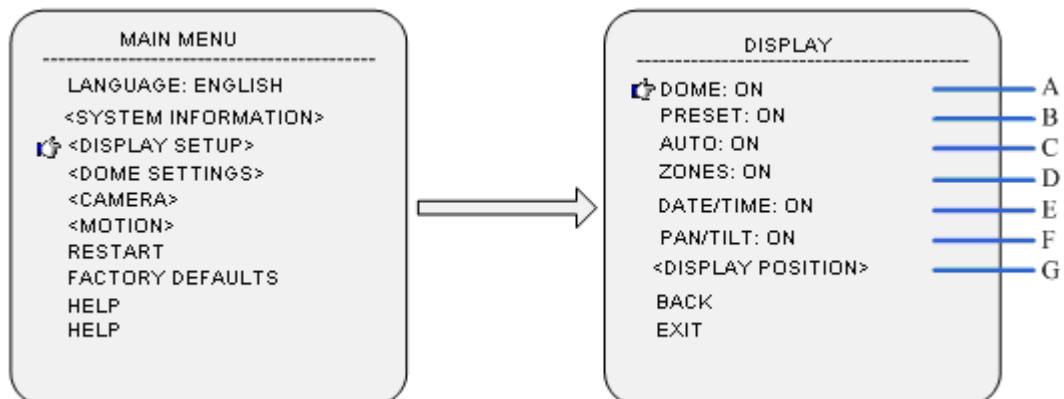 MAIN MENU
LANGUAGE: ENGLISH
<SYSTEM INFORMATION>
<DISPLAY SETUP>
<DOME SETTINGS>
<CAMERA>
<MOTION>
RESTART
FACTORY DEFAULTS
HELP
HELP
DISPLAY
DOME: ON A
PRESET: ON B
AUTO: ON C
ZONES: ON D
DATE/TIME: ON E
PAN/TILT: ON F
<DISPLAY POSITION> G
BACK
EXIT